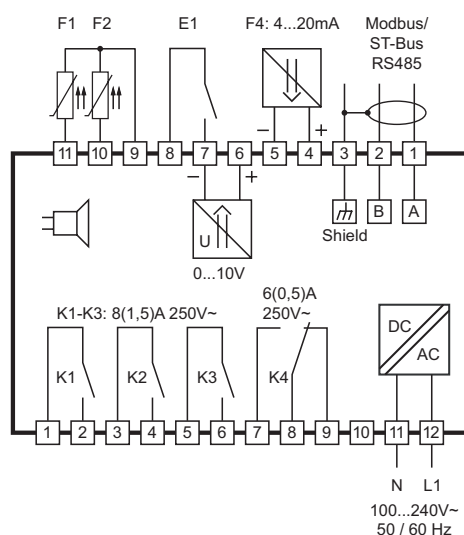 F1 F2 E1 F4: 4...20mA Modbus/
ST-Bus
RS485
– +
11 10 9 8 7 6 5 4 3 2 1
– +
U
B A
Shield
0...10V
K1-K3: 8(1,5)A 250V~
6(0,5)A
250V~
DC
AC
K1 K2 K3 K4
1 2 3 4 5 6 7 8 9 10 11 12
N L1
100...240V~
50 / 60 Hz